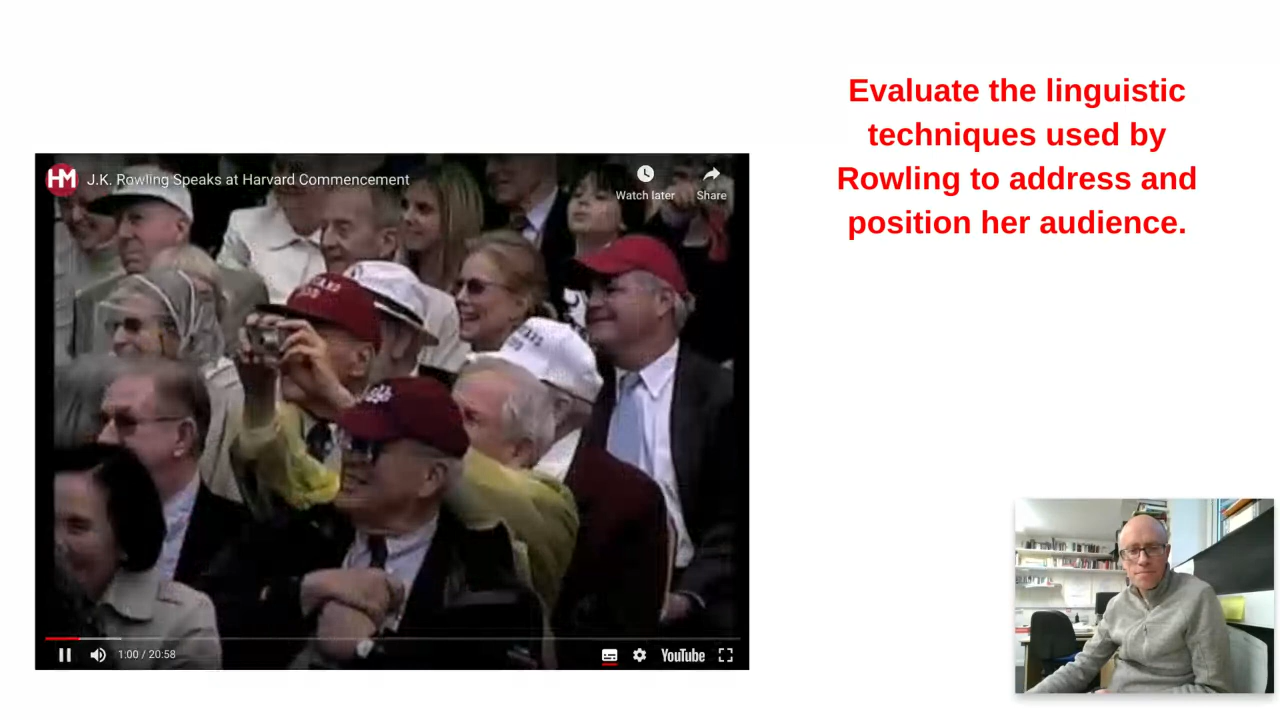 Evaluate the linguistic
techniques used by
Rowling to address and
position her audience.
HM
J.K. Rowling Speaks at Harvard Commencement
Watch later
Share
1:00 / 20:58
YouTube